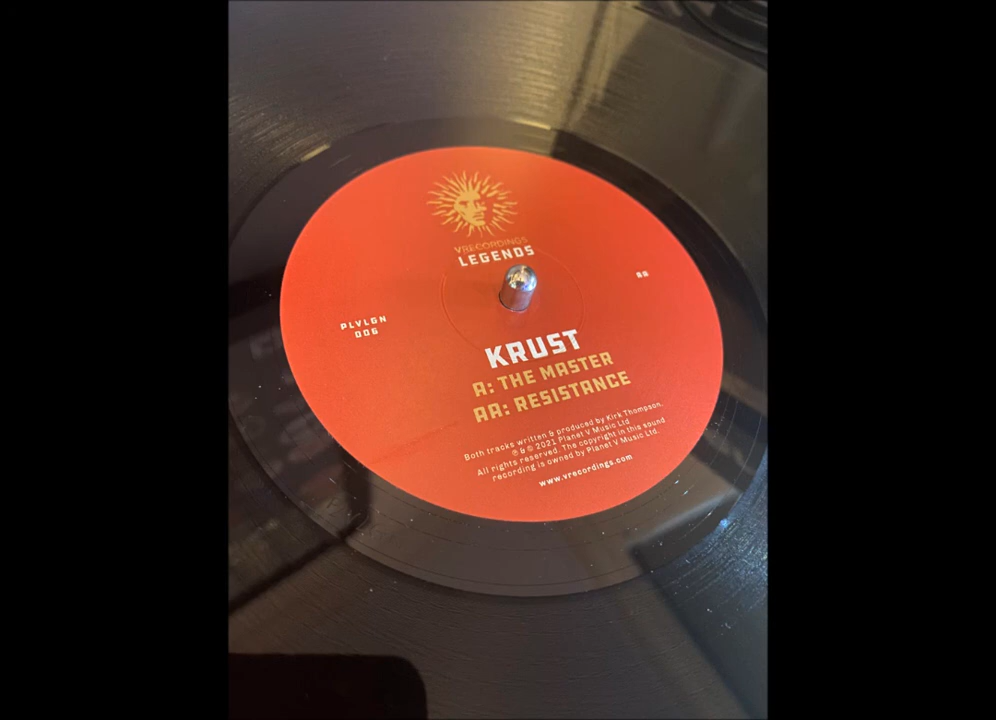 VRECORDINGS
LEGENDS
AA
PLVLGN
006
KRUST
A: THE MASTER
AA: RESISTANCE
Both tracks written & produced by Kirk Thompson.
℗ & © 2021 Planet V Music Ltd
All rights reserved. The copyright in this sound
recording is owned by Planet V Music Ltd.
www.vrecordings.com